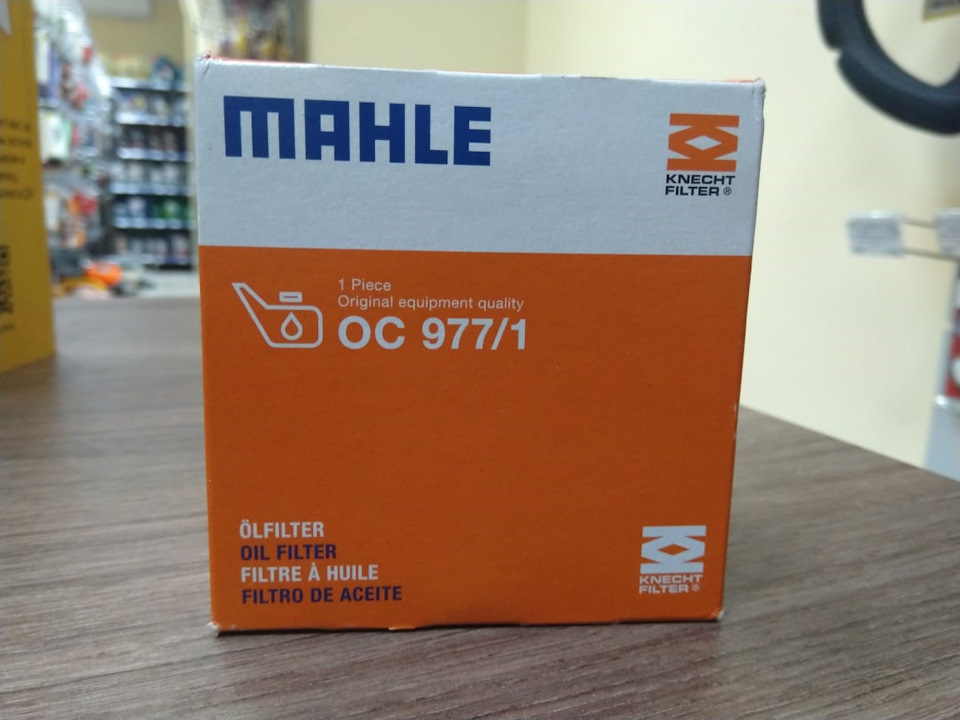 MAHLE
KNECHT
FILTER®
1 Piece
Original equipment quality
OC 977/1
ÖLFILTER
OIL FILTER
FILTRE À HUILE
FILTRO DE ACEITE
KNECHT
FILTER®